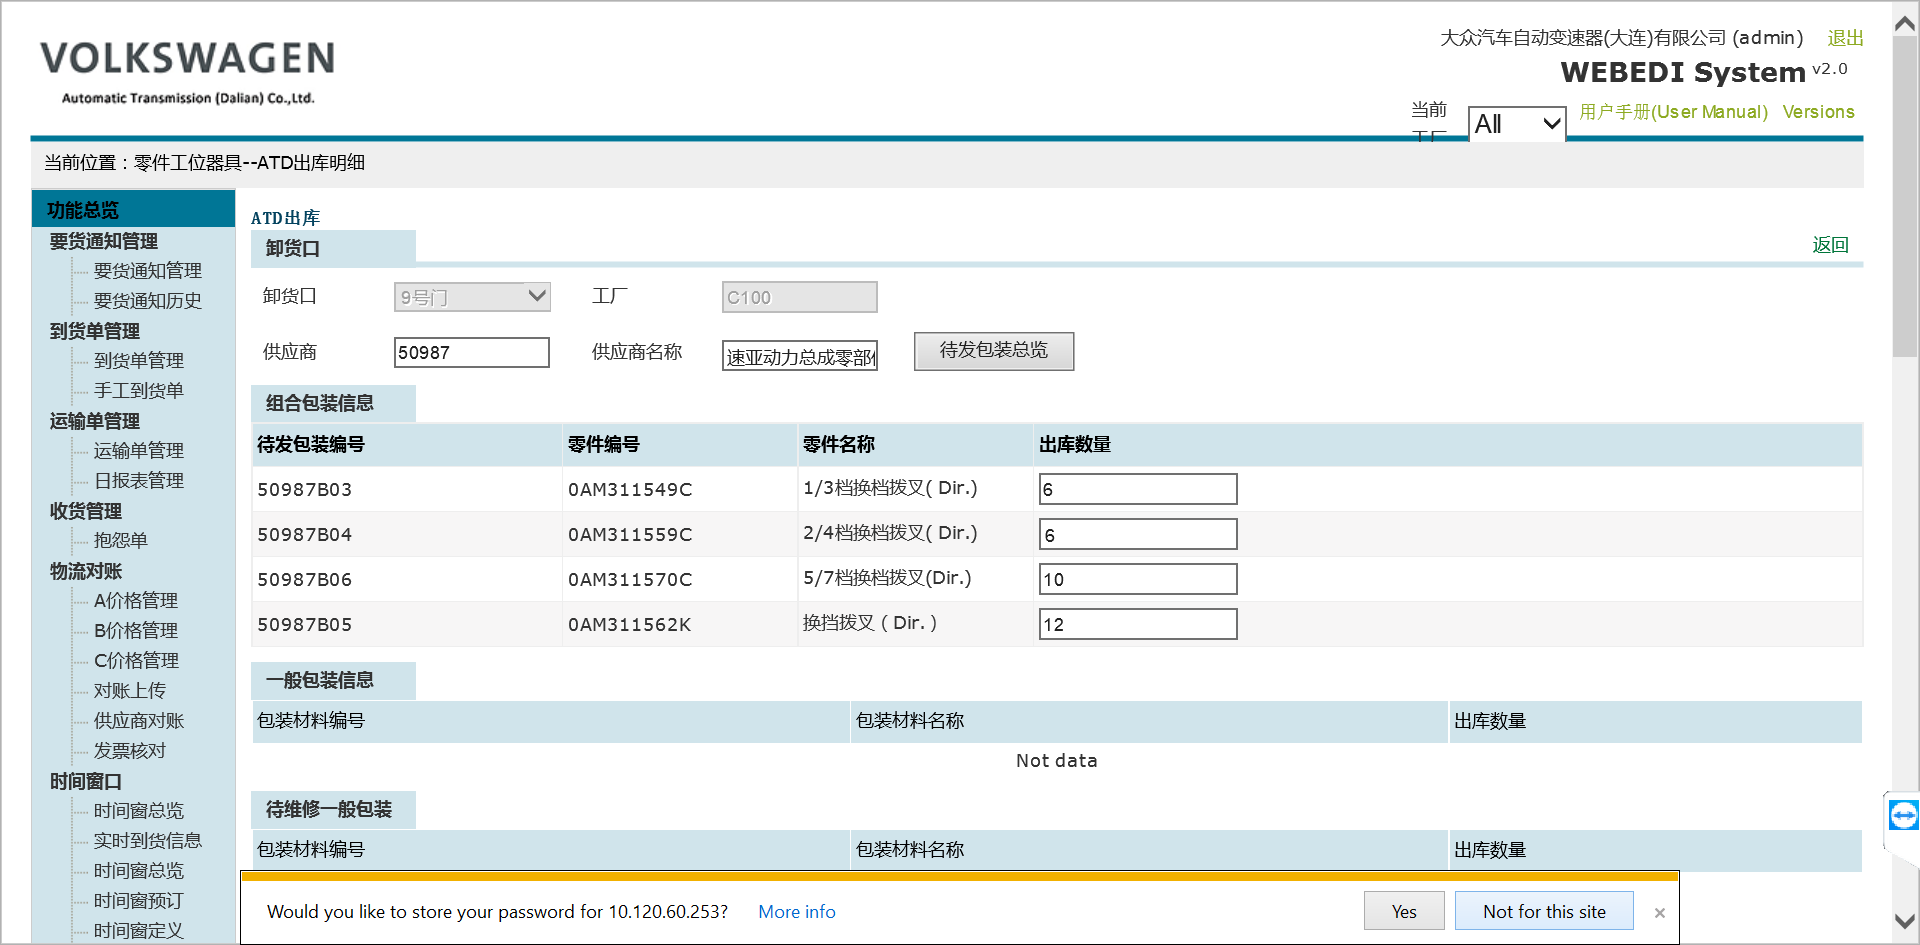 VOLKSWAGEN
Automatic Transmission (Dalian) Co.,Ltd.
大众汽车自动变速器(大连)有限公司 (admin) 退出
WEBEDI System v2.0
当前 All 用户手册(User Manual) Versions
当前位置：零件工位器具--ATD出库明细
功能总览
要货通知管理
要货通知管理
要货通知历史
到货单管理
到货单管理
手工到货单
运输单管理
运输单管理
日报表管理
收货管理
抱怨单
物流对账
A价格管理
B价格管理
C价格管理
对账上传
供应商对账
发票核对
时间窗口
时间窗总览
实时到货信息
时间窗总览
时间窗预订
时间窗定义
ATD出库
卸货口 返回
卸货口 9号门 工厂 C100
供应商 50987 供应商名称 速亚动力总成零部 待发包装总览
组合包装信息
待发包装编号 零件编号 零件名称 出库数量
50987B03 0AM311549C 1/3档换档拨叉( Dir.) 6
50987B04 0AM311559C 2/4档换档拨叉( Dir.) 6
50987B06 0AM311570C 5/7档换档拨叉(Dir.) 10
50987B05 0AM311562K 换挡拨叉 ( Dir. ) 12
一般包装信息
包装材料编号 包装材料名称 出库数量
Not data
待维修一般包装
包装材料编号 包装材料名称 出库数量
Would you like to store your password for 10.120.60.253? More info Yes Not for this site ×